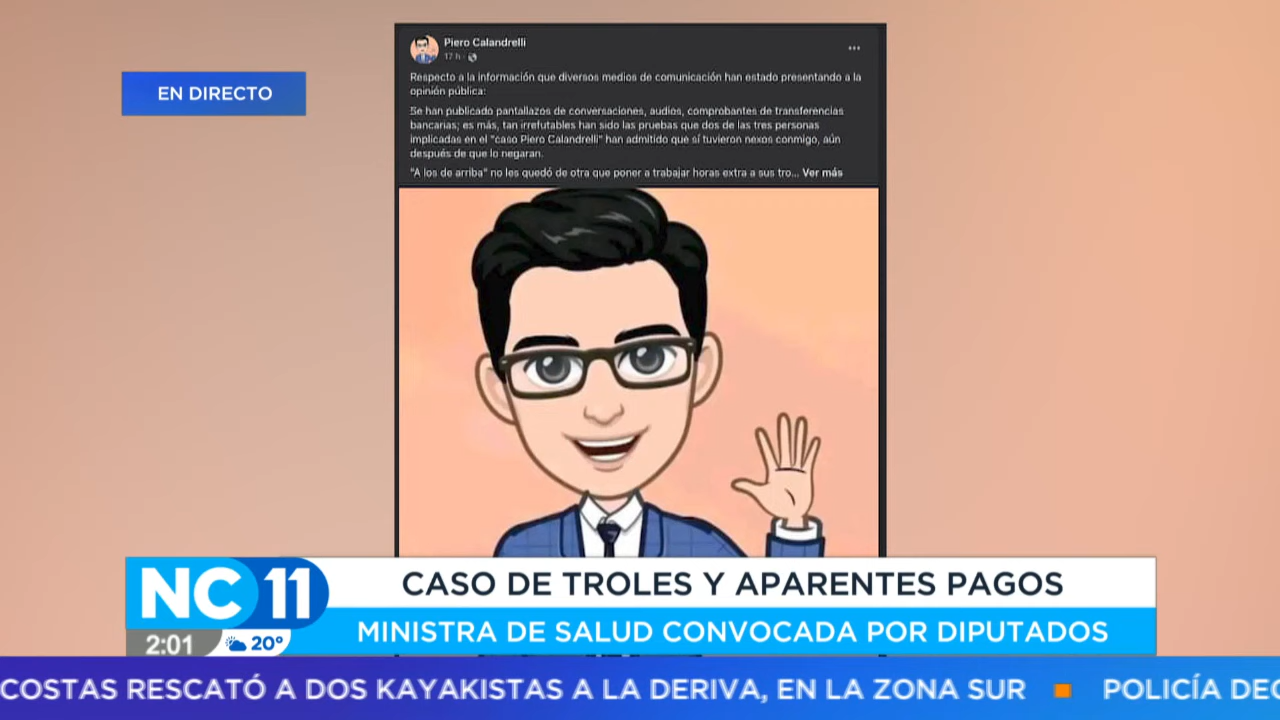 Piero Calandrelli
17 h
Respecto a la información que diversos medios de comunicación han estado presentando a la
opinión pública:
Se han publicado pantallazos de conversaciones, audios, comprobantes de transferencias
bancarias; es más, tan irrefutables han sido las pruebas que dos de las tres personas
implicadas en el "caso Piero Calandrelli" han admitido que sí tuvieron nexos conmigo, aún
después de que lo negaran.
"A los de arriba" no les quedó de otra que poner a trabajar horas extra a sus tro... Ver más
EN DIRECTO
NC 11
CASO DE TROLES Y APARENTES PAGOS
MINISTRA DE SALUD CONVOCADA POR DIPUTADOS
2:01
20°
COSTAS RESCATÓ A DOS KAYAKISTAS A LA DERIVA, EN LA ZONA SUR POLICÍA DE